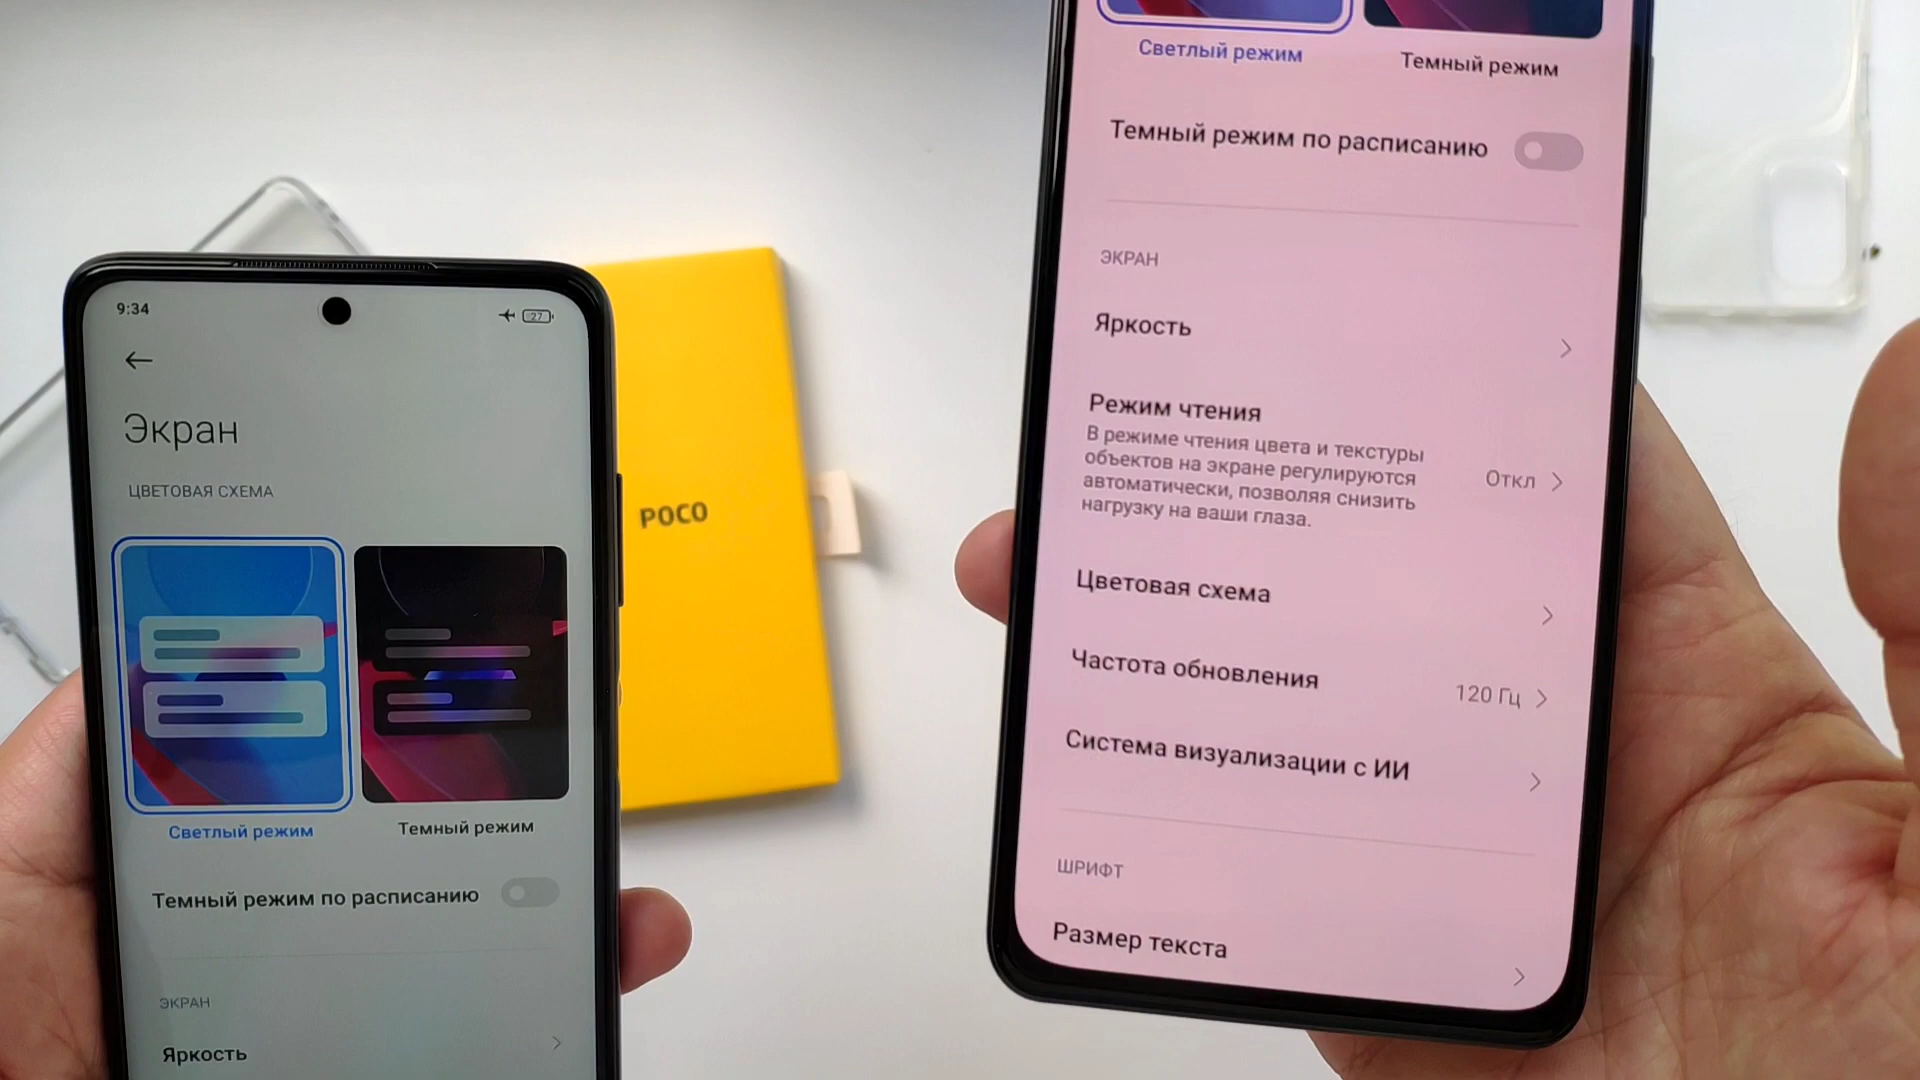 9:34
27
Экран
ЦВЕТОВАЯ СХЕМА
Светлый режим
Темный режим
Темный режим по расписанию
ЭКРАН
Яркость
POCO
Светлый режим
Темный режим
Темный режим по расписанию
ЭКРАН
Яркость
Режим чтения
В режиме чтения цвета и текстуры
объектов на экране регулируются
автоматически, позволяя снизить
нагрузку на ваши глаза.
Откл
Цветовая схема
Частота обновления
120 Гц
Система визуализации с ИИ
ШРИФТ
Размер текста